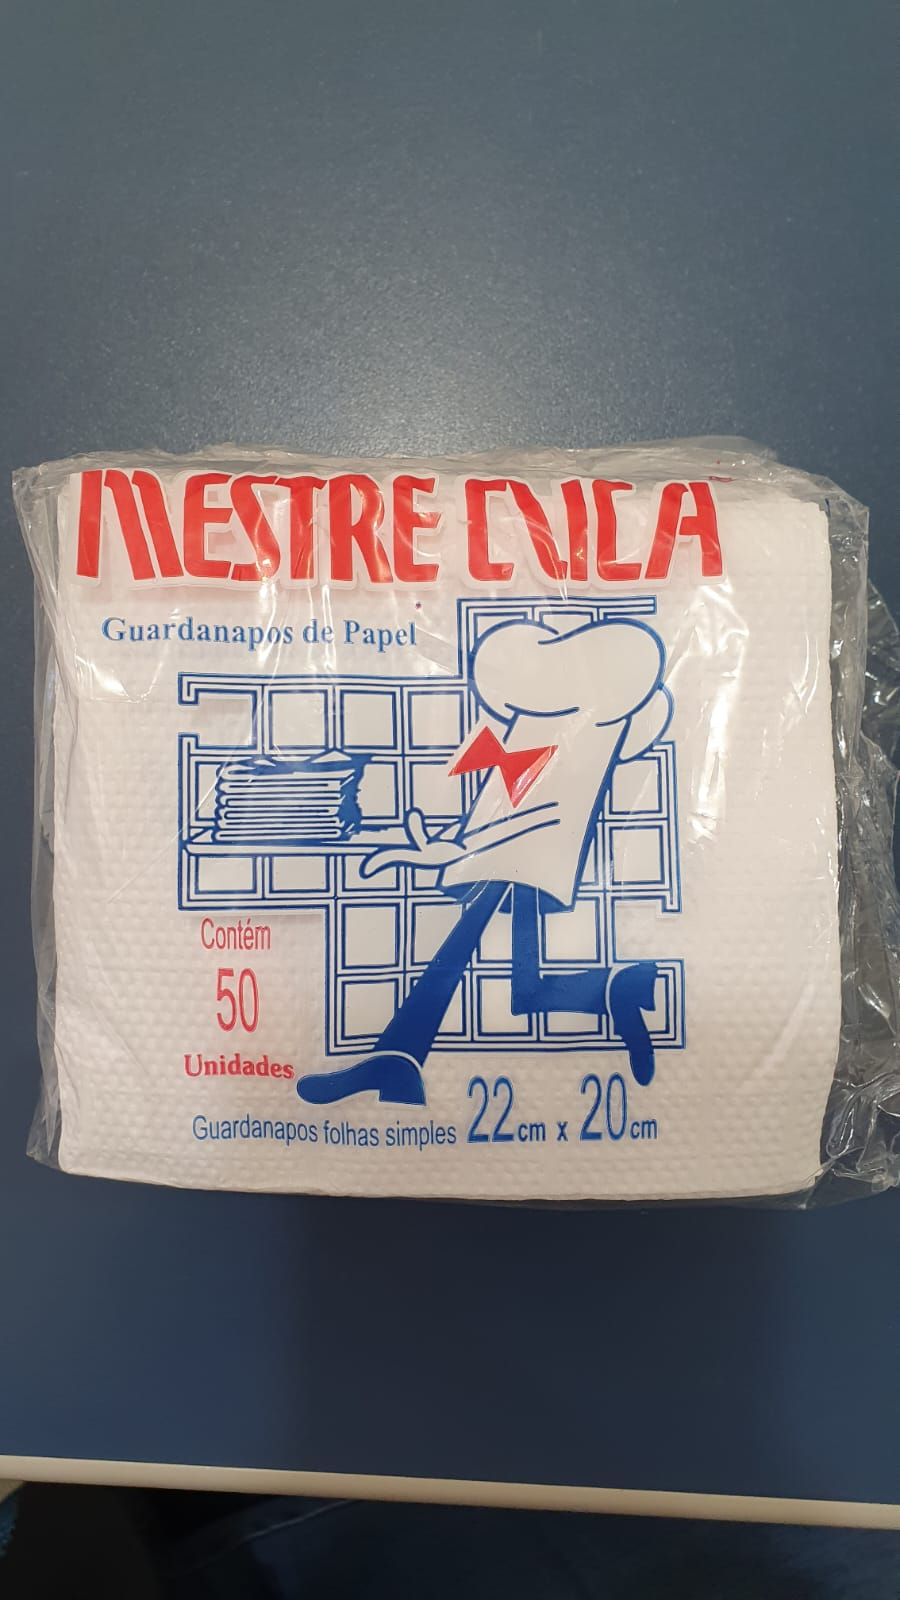 MESTRE CUCA
Guardanapos de Papel
Contém
50
Unidades
Guardanapos folhas simples 22cm x 20cm